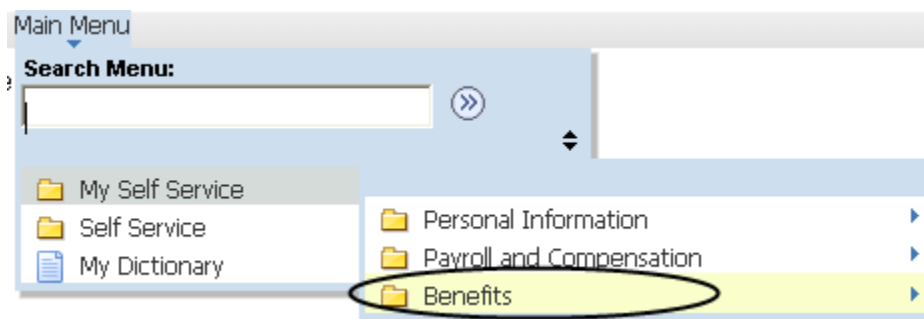 Main Menu
Search Menu:
e
My Self Service
Self Service
My Dictionary
Personal Information
Payroll and Compensation
Benefits